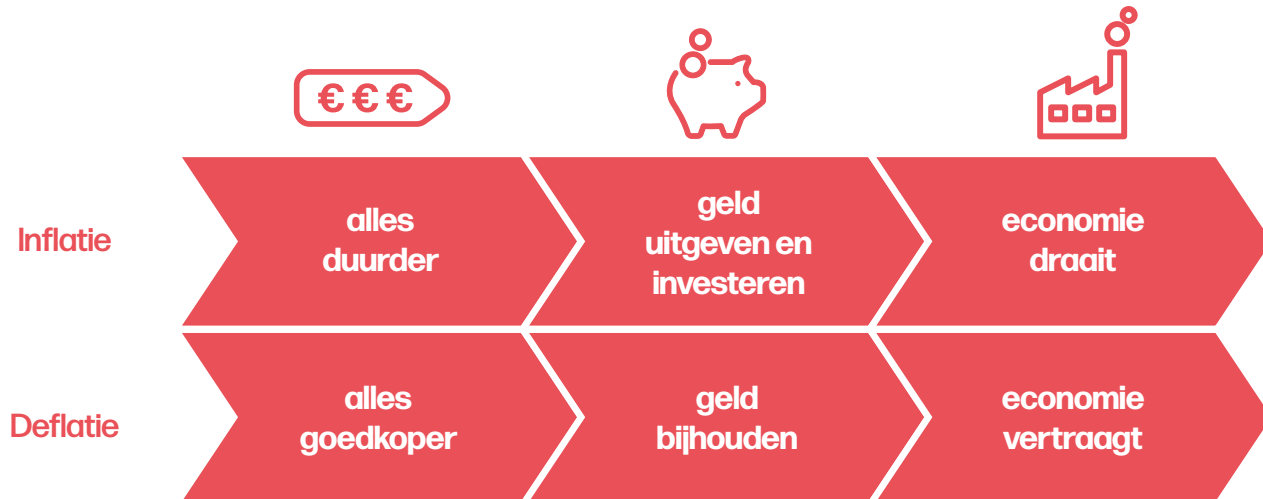 €€€
Inflatie
alles
duurder
geld
uitgeven en
investeren
economie
draait
Deflatie
alles
goedkoper
geld
bijhouden
economie
vertraagt